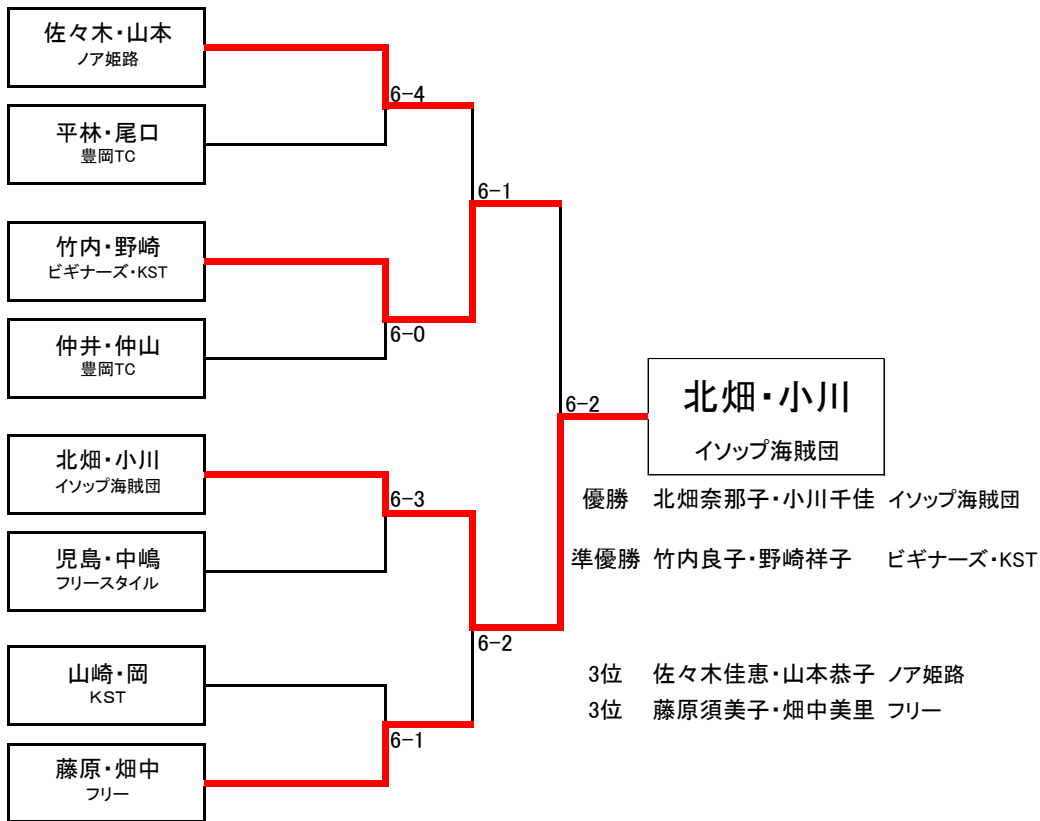 佐々木・山本
ノア姫路
6-4
平林・尾口
豊岡TC
6-1
竹内・野崎
ビギナーズ・KST
6-0
仲井・仲山
豊岡TC
6-2
北畑・小川
イソップ海賊団
北畑・小川
イソップ海賊団
6-3
優勝 北畑奈那子・小川千佳 イソップ海賊団
児島・中嶋
フリースタイル
準優勝 竹内良子・野崎祥子 ビギナーズ・KST
6-2
山崎・岡
KST
3位 佐々木佳恵・山本恭子 ノア姫路
3位 藤原須美子・畑中美里 フリー
6-1
藤原・畑中
フリー